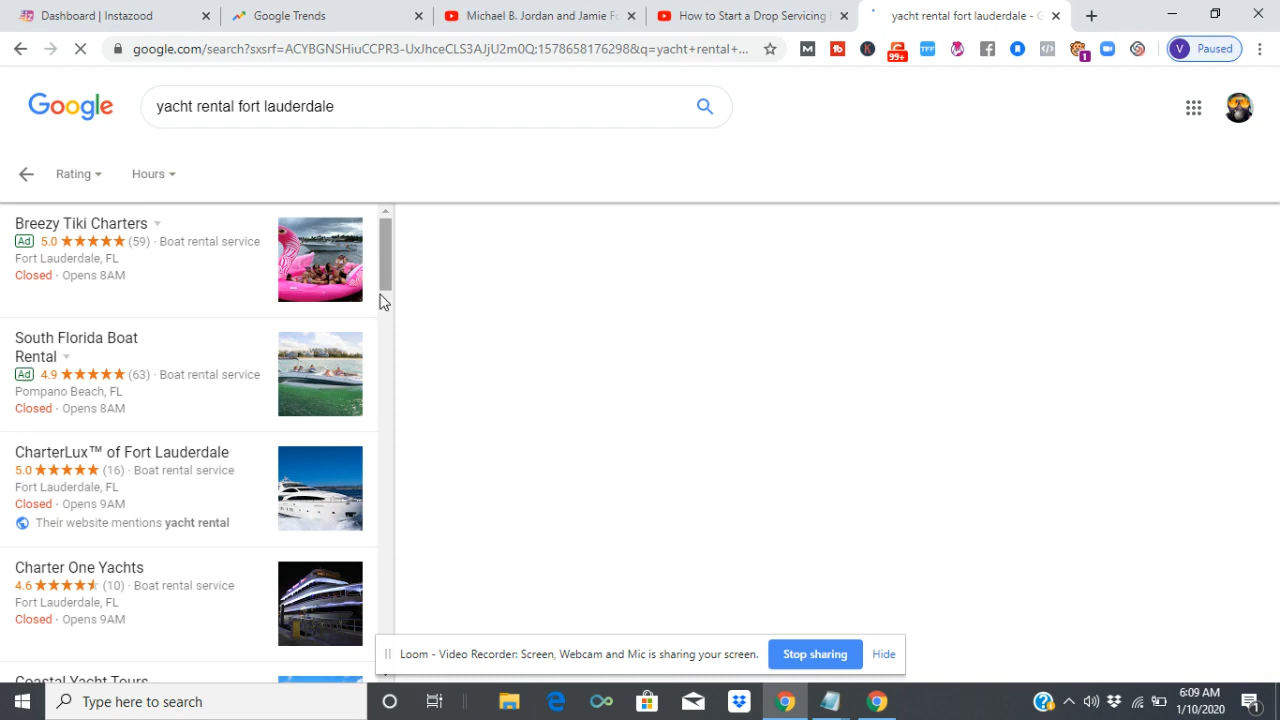 Dashboard | Instazood
Google Trends
Michael B. Jordan and Jamie Fo
How to Start a Drop Servicing
yacht rental fort lauderdale - G
google.com/search?sxsrf=ACYBGNSHiuCCPR3-UxJhceCLS3AJjU2m0Q:1578658176298&q=yacht+rental+...
99+
TFF
1
V Paused
Google
yacht rental fort lauderdale
Rating
Hours
Breezy Tiki Charters
Ad 5.0 (59) · Boat rental service
Fort Lauderdale, FL
Closed · Opens 8AM
South Florida Boat
Rental
Ad 4.9 (63) · Boat rental service
Pompano Beach, FL
Closed · Opens 8AM
CharterLux™ of Fort Lauderdale
5.0 (16) · Boat rental service
Fort Lauderdale, FL
Closed · Opens 9AM
Their website mentions yacht rental
Charter One Yachts
4.6 (10) · Boat rental service
Fort Lauderdale, FL
Closed · Opens 9AM
Coastal Yacht Tours
Loom - Video Recorder: Screen, Webcam and Mic is sharing your screen.
Stop sharing
Hide
Type here to search
6:09 AM
1/10/2020
1